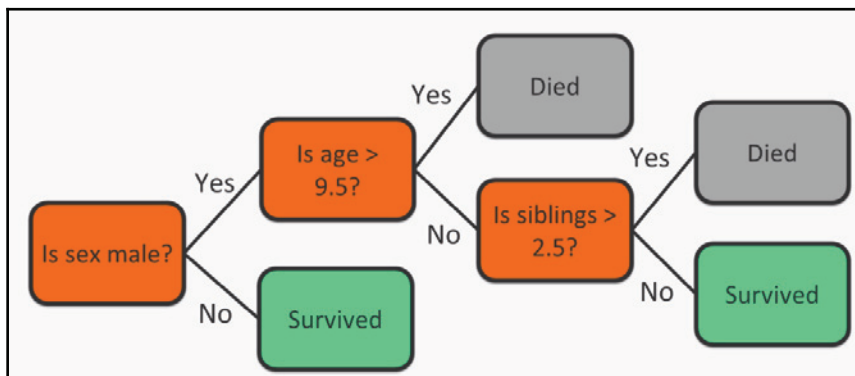 Is sex male?
Yes
No
Is age >
9.5?
Survived
Yes
No
Died
Is siblings >
2.5?
Yes
No
Died
Survived